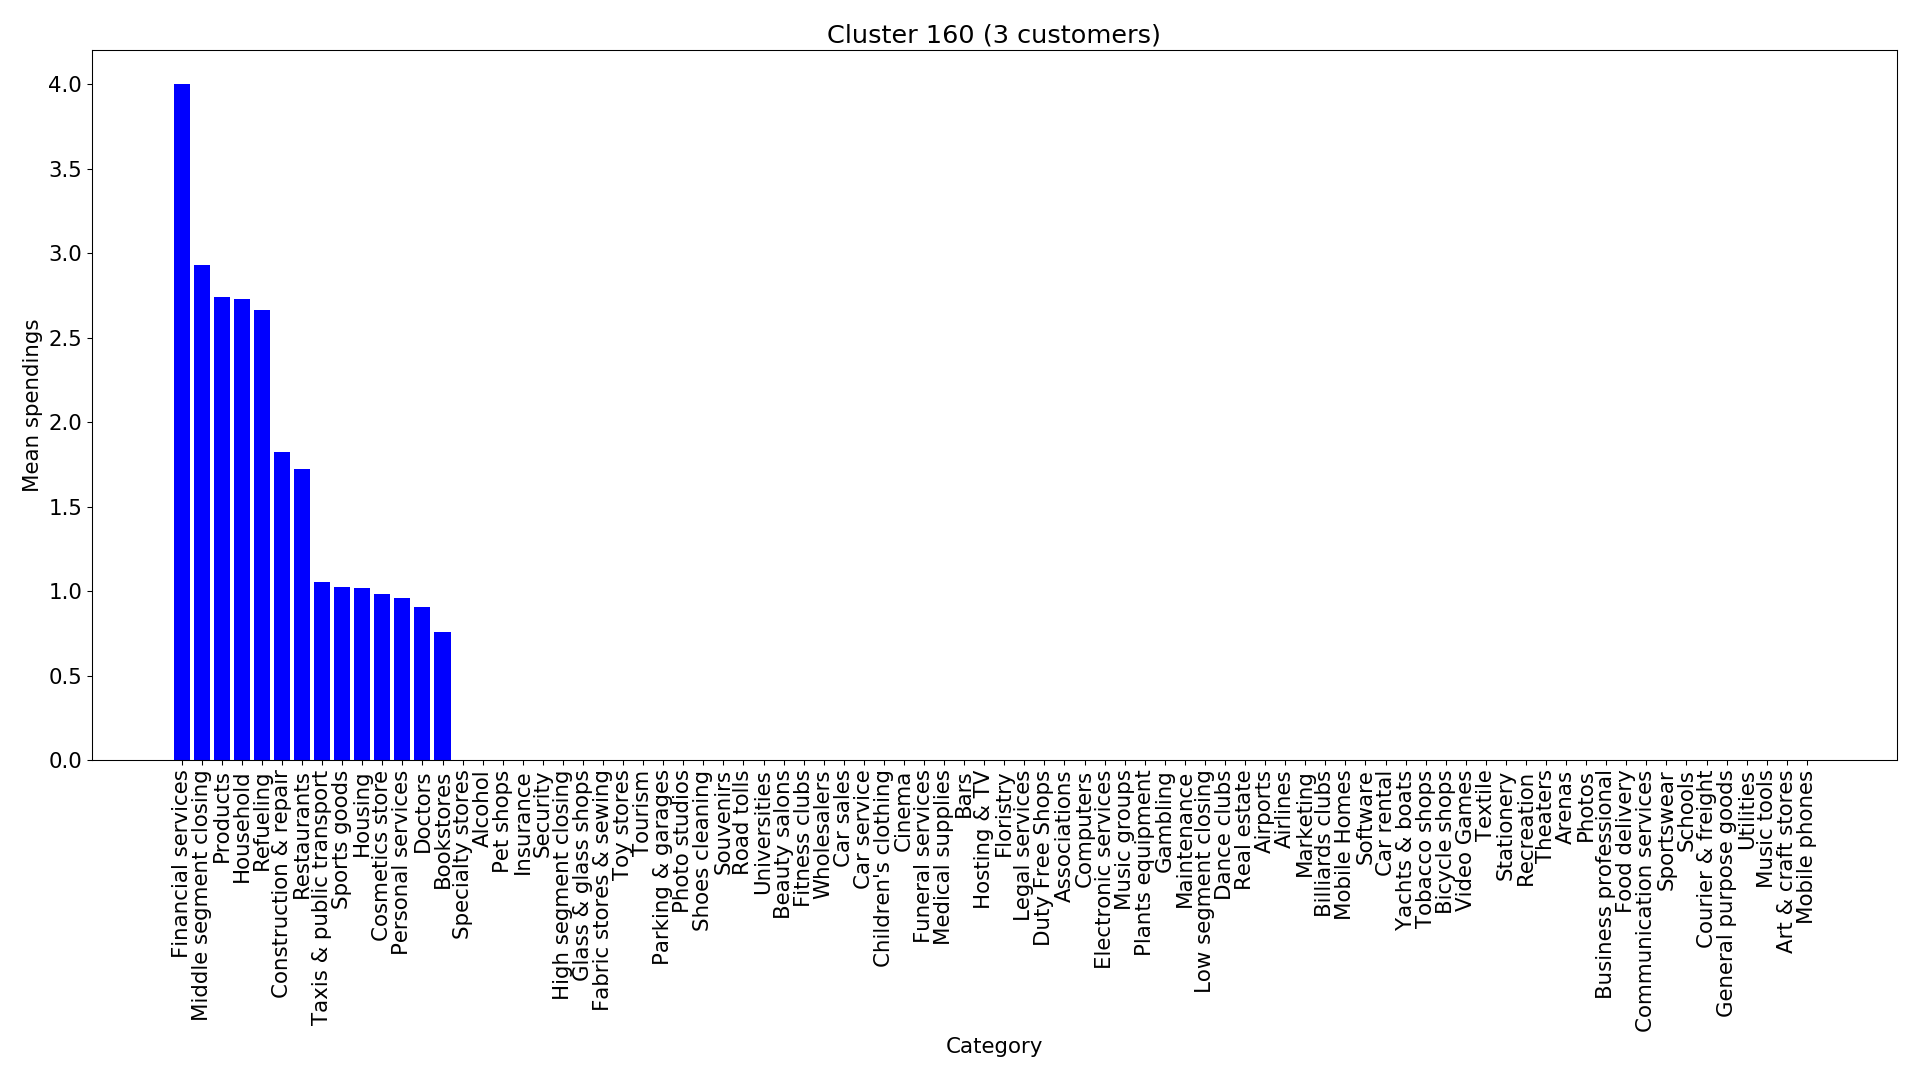 Cluster 160 (3 customers)
Mean spendings
4.0
3.5
3.0
2.5
2.0
1.5
1.0
0.5
0.0
Financial services
Middle segment closing
Products
Household
Refueling
Construction & repair
Restaurants
Taxis & public transport
Sports goods
Housing
Cosmetics store
Personal services
Doctors
Bookstores
Specialty stores
Alcohol
Pet shops
Insurance
Security
High segment closing
Glass & glass shops
Fabric stores & sewing
Toy stores
Tourism
Parking & garages
Photo studios
Shoes cleaning
Souvenirs
Road tolls
Universities
Beauty salons
Fitness clubs
Wholesalers
Car sales
Car service
Children's clothing
Cinema
Funeral services
Medical supplies
Bars
Hosting & TV
Floristry
Legal services
Duty Free Shops
Associations
Computers
Electronic services
Music groups
Plants equipment
Gambling
Maintenance
Low segment closing
Dance clubs
Real estate
Airports
Airlines
Marketing
Billiards clubs
Mobile Homes
Software
Car rental
Yachts & boats
Tobacco shops
Bicycle shops
Video Games
Textile
Stationery
Recreation
Theaters
Arenas
Photos
Business professional
Food delivery
Communication services
Sportswear
Schools
Courier & freight
General purpose goods
Utilities
Music tools
Art & craft stores
Mobile phones
Category